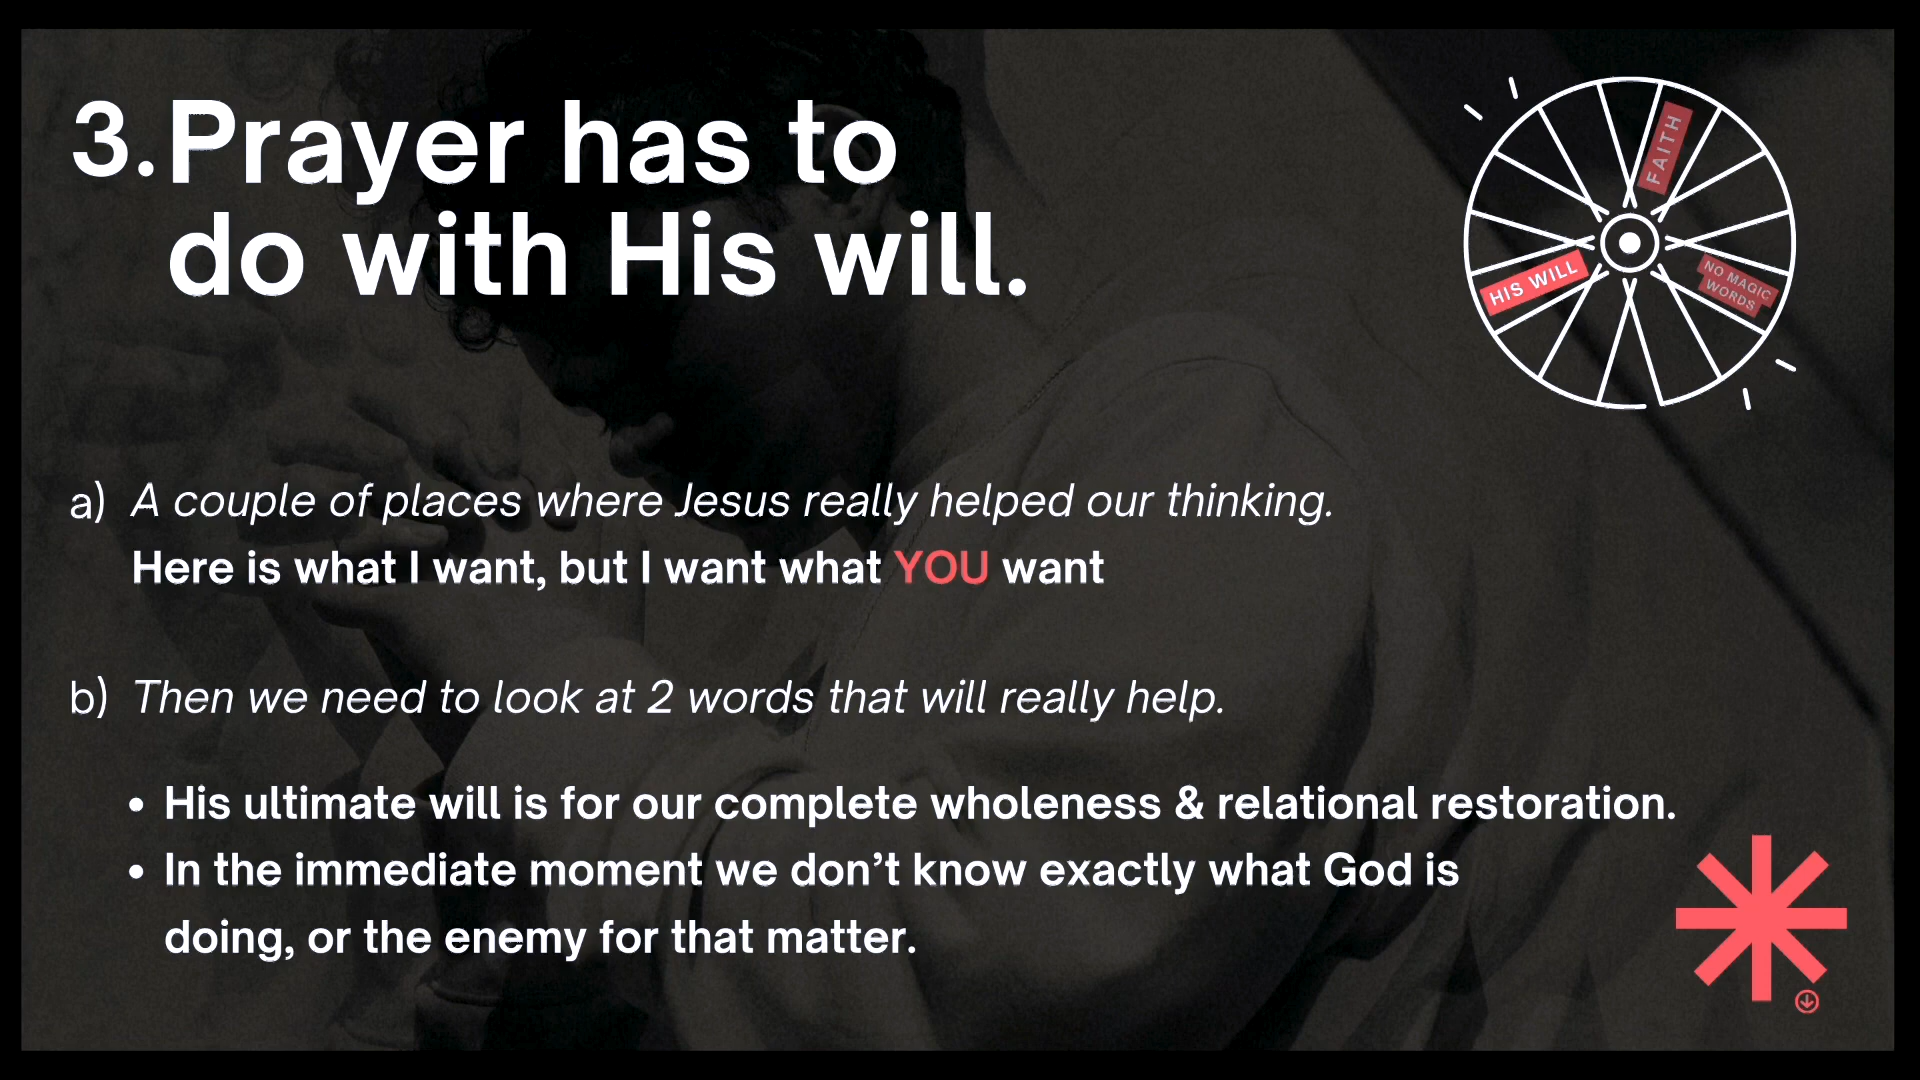 3. Prayer has to
do with His will.
FAITH
HIS WILL
NO MAGIC
WORDS
a) A couple of places where Jesus really helped our thinking.
Here is what I want, but I want what YOU want
b) Then we need to look at 2 words that will really help.
• His ultimate will is for our complete wholeness & relational restoration.
• In the immediate moment we don’t know exactly what God is
doing, or the enemy for that matter.